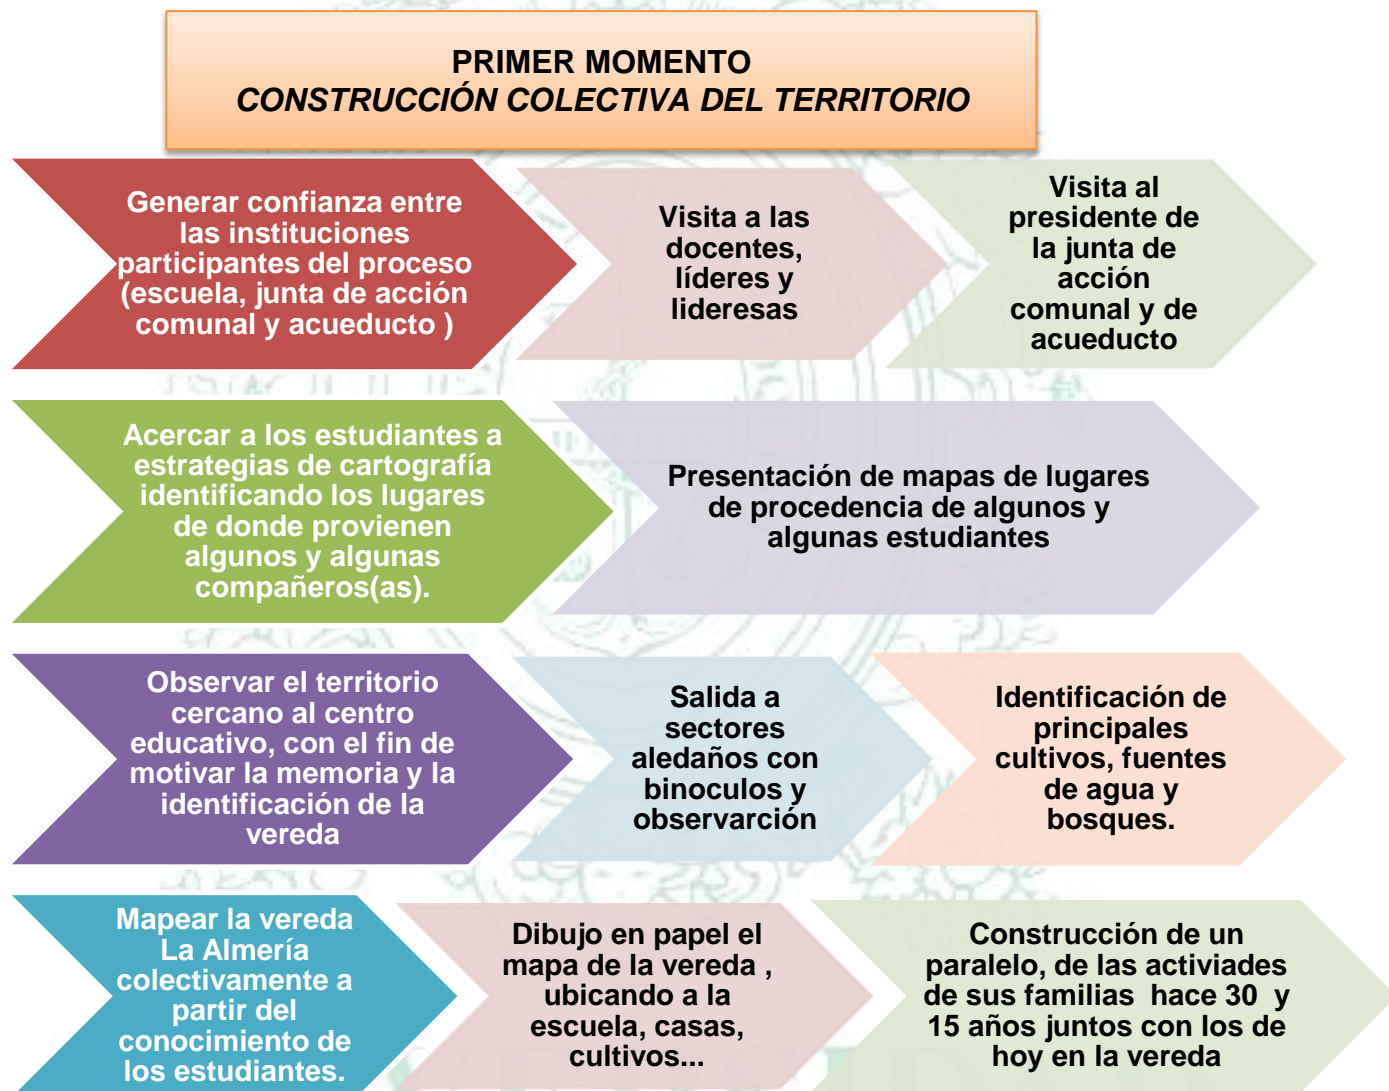 PRIMER MOMENTO
CONSTRUCCIÓN COLECTIVA DEL TERRITORIO
Generar confianza entre
las instituciones
participantes del proceso
(escuela, junta de acción
comunal y acueducto )
Visita a las
docentes,
líderes y
lideresas
Visita al
presidente de
la junta de
acción
comunal y de
acueducto
Acercar a los estudiantes a
estrategias de cartografía
identificando los lugares
de donde provienen
algunos y algunas
compañeros(as).
Presentación de mapas de lugares
de procedencia de algunos y
algunas estudiantes
Observar el territorio
cercano al centro
educativo, con el fin de
motivar la memoria y la
identificación de la
vereda
Salida a
sectores
aledaños con
binoculos y
observarción
Identificación de
principales
cultivos, fuentes
de agua y
bosques.
Mapear la vereda
La Almería
colectivamente a
partir del
conocimiento de
los estudiantes.
Dibujo en papel el
mapa de la vereda ,
ubicando a la
escuela, casas,
cultivos...
Construcción de un
paralelo, de las activiades
de sus familias hace 30 y
15 años juntos con los de
hoy en la vereda